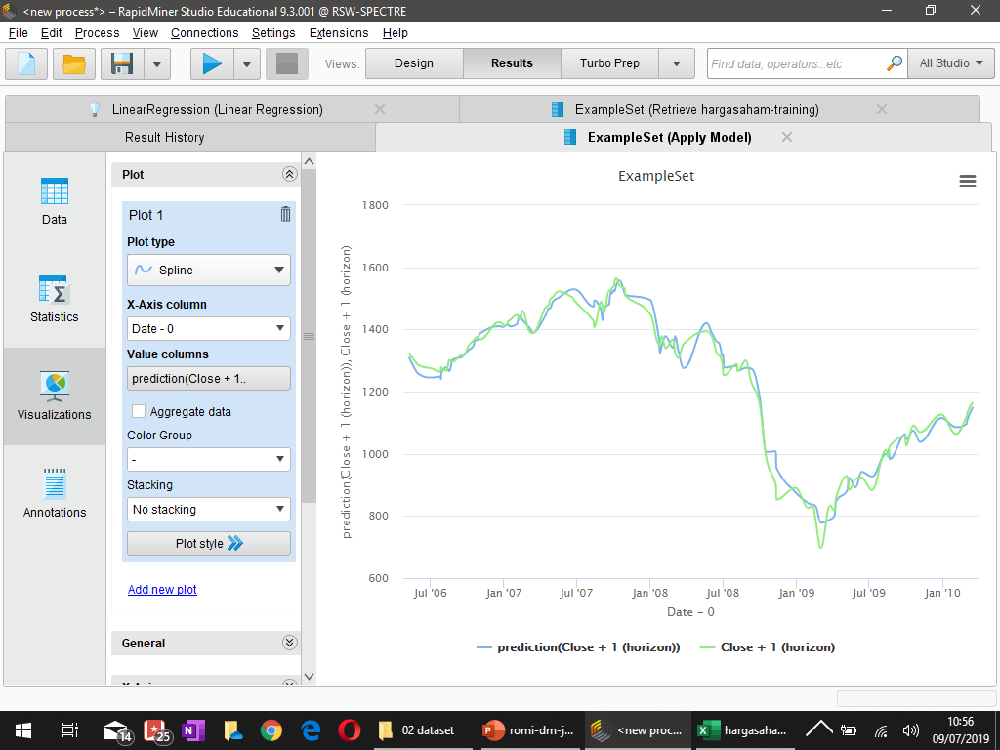 <new process*> – RapidMiner Studio Educational 9.3.001 @ RSW-SPECTRE
File Edit Process View Connections Settings Extensions Help
Views: Design Results Turbo Prep Find data, operators...etc All Studio
LinearRegression (Linear Regression) ExampleSet (Retrieve hargasaham-training)
Result History ExampleSet (Apply Model)
Data
Statistics
Visualizations
Annotations
Plot
Plot 1
Plot type
Spline
X-Axis column
Date - 0
Value columns
prediction(Close + 1..
Aggregate data
Color Group
-
Stacking
No stacking
Plot style
Add new plot
General
ExampleSet
prediction(Close + 1 (horizon)), Close + 1 (horizon)
1800
1600
1400
1200
1000
800
600
Jul '06 Jan '07 Jul '07 Jan '08 Jul '08 Jan '09 Jul '09 Jan '10
Date - 0
prediction(Close + 1 (horizon)) Close + 1 (horizon)
14 25 N 02 dataset romi-dm-j... <new proc... hargasaha...
10:56
09/07/2019